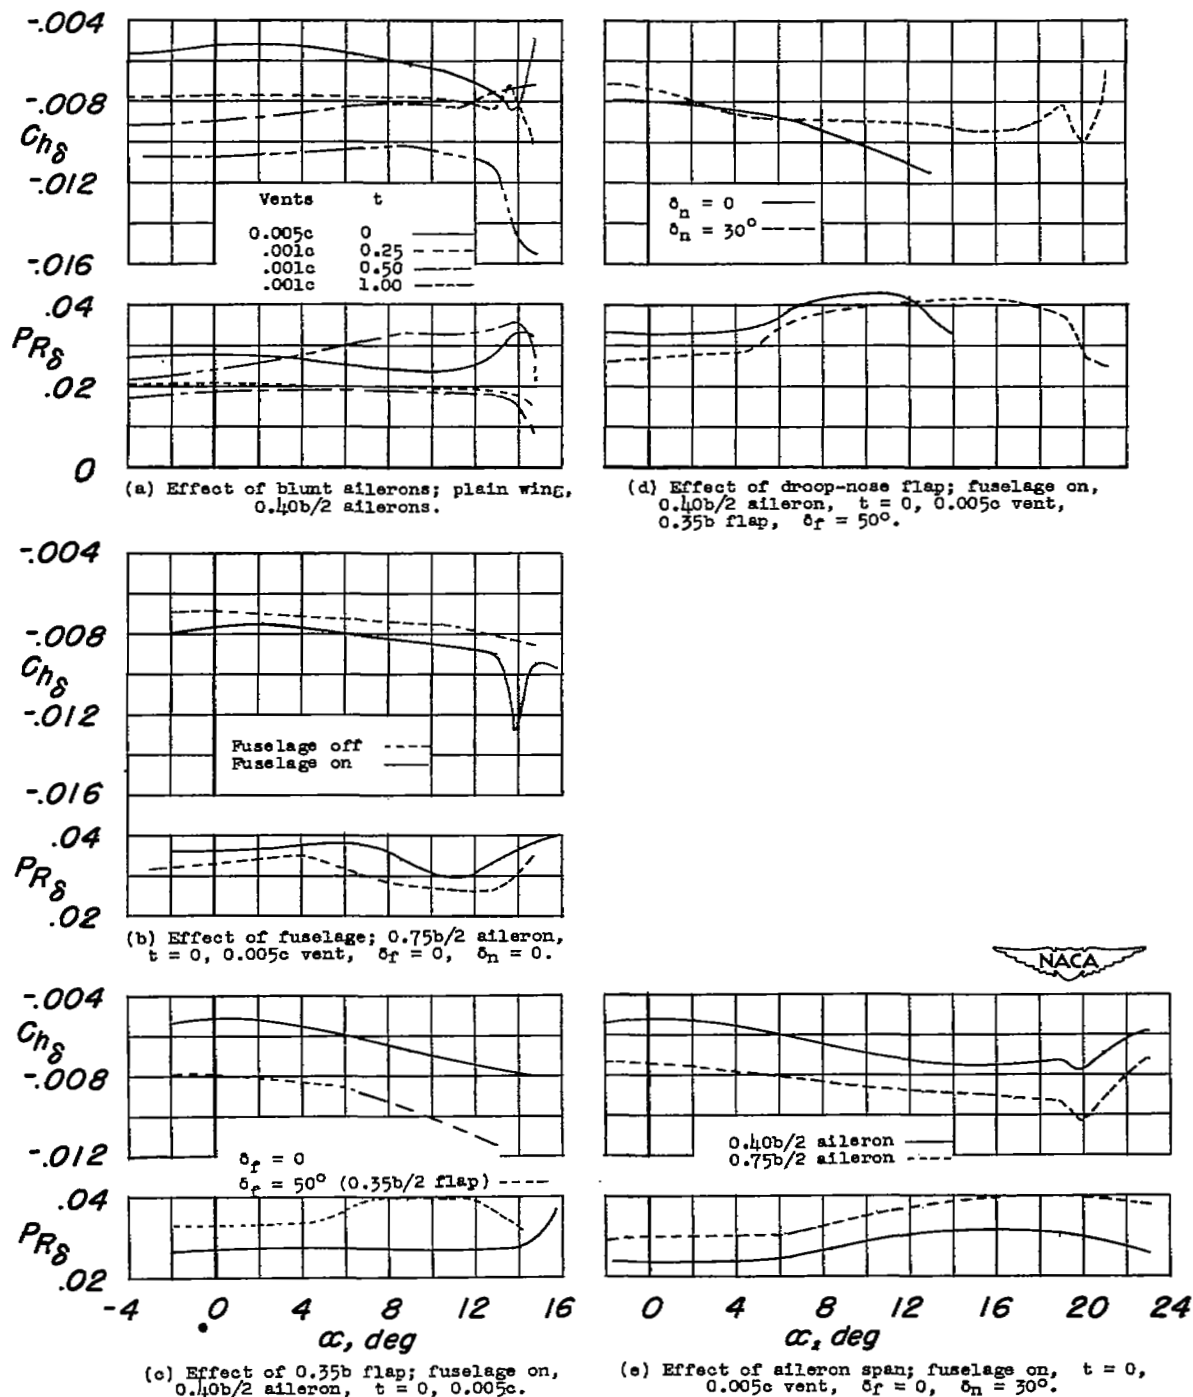 -.004
-.008
Chδ
-.012
-.016
Vents t
0.005c 0
.001c 0.25
.001c 0.50
.001c 1.00
.04
PRδ
.02
0
(a) Effect of blunt ailerons; plain wing,
0.40b/2 ailerons.
δn = 0
δn = 30°
(d) Effect of droop-nose flap; fuselage on,
0.40b/2 aileron, t = 0, 0.005c vent,
0.35b flap, δf = 50°.
-.004
-.008
Chδ
-.012
-.016
Fuselage off
Fuselage on
.04
PRδ
.02
(b) Effect of fuselage; 0.75b/2 aileron,
t = 0, 0.005c vent, δf = 0, δn = 0.
NACA
-.004
Chδ
-.008
-.012
δf = 0
δf = 50° (0.35b/2 flap)
.04
PRδ
.02
-4 0 4 8 12 16
α, deg
(c) Effect of 0.35b flap; fuselage on,
0.40b/2 aileron, t = 0, 0.005c.
0.40b/2 aileron
0.75b/2 aileron
0 4 8 12 16 20 24
α, deg
(e) Effect of aileron span; fuselage on, t = 0,
0.005c vent, δf = 0, δn = 30°.